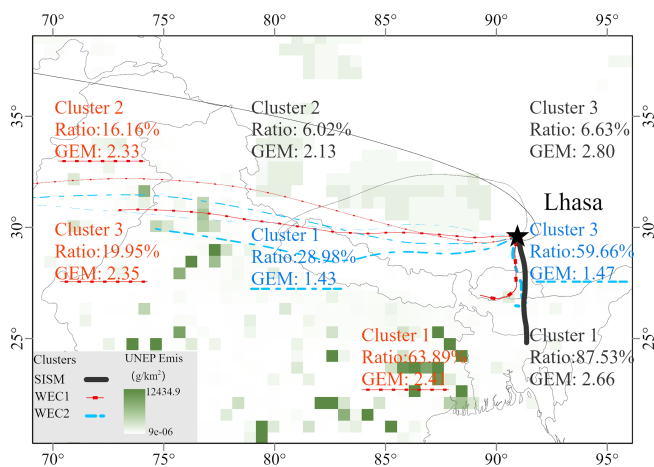 70° 75° 80° 85° 90° 95°
35°
30°
25°
35°
30°
25°
Cluster 2
Ratio:16.16%
GEM: 2.33
Cluster 2
Ratio: 6.02%
GEM: 2.13
Cluster 3
Ratio: 6.63%
GEM: 2.80
Lhasa
Cluster 3
Ratio:19.95%
GEM: 2.35
Cluster 1
Ratio:28.98%
GEM: 1.43
Cluster 3
Ratio:59.66%
GEM: 1.47
Cluster 1
Ratio:63.89%
GEM: 2.41
Cluster 1
Ratio:87.53%
GEM: 2.66
Clusters
SISM
WEC1
WEC2
UNEP Emis
(g/km²)
12434.9
9e-06
70° 75° 80° 85° 90° 95°